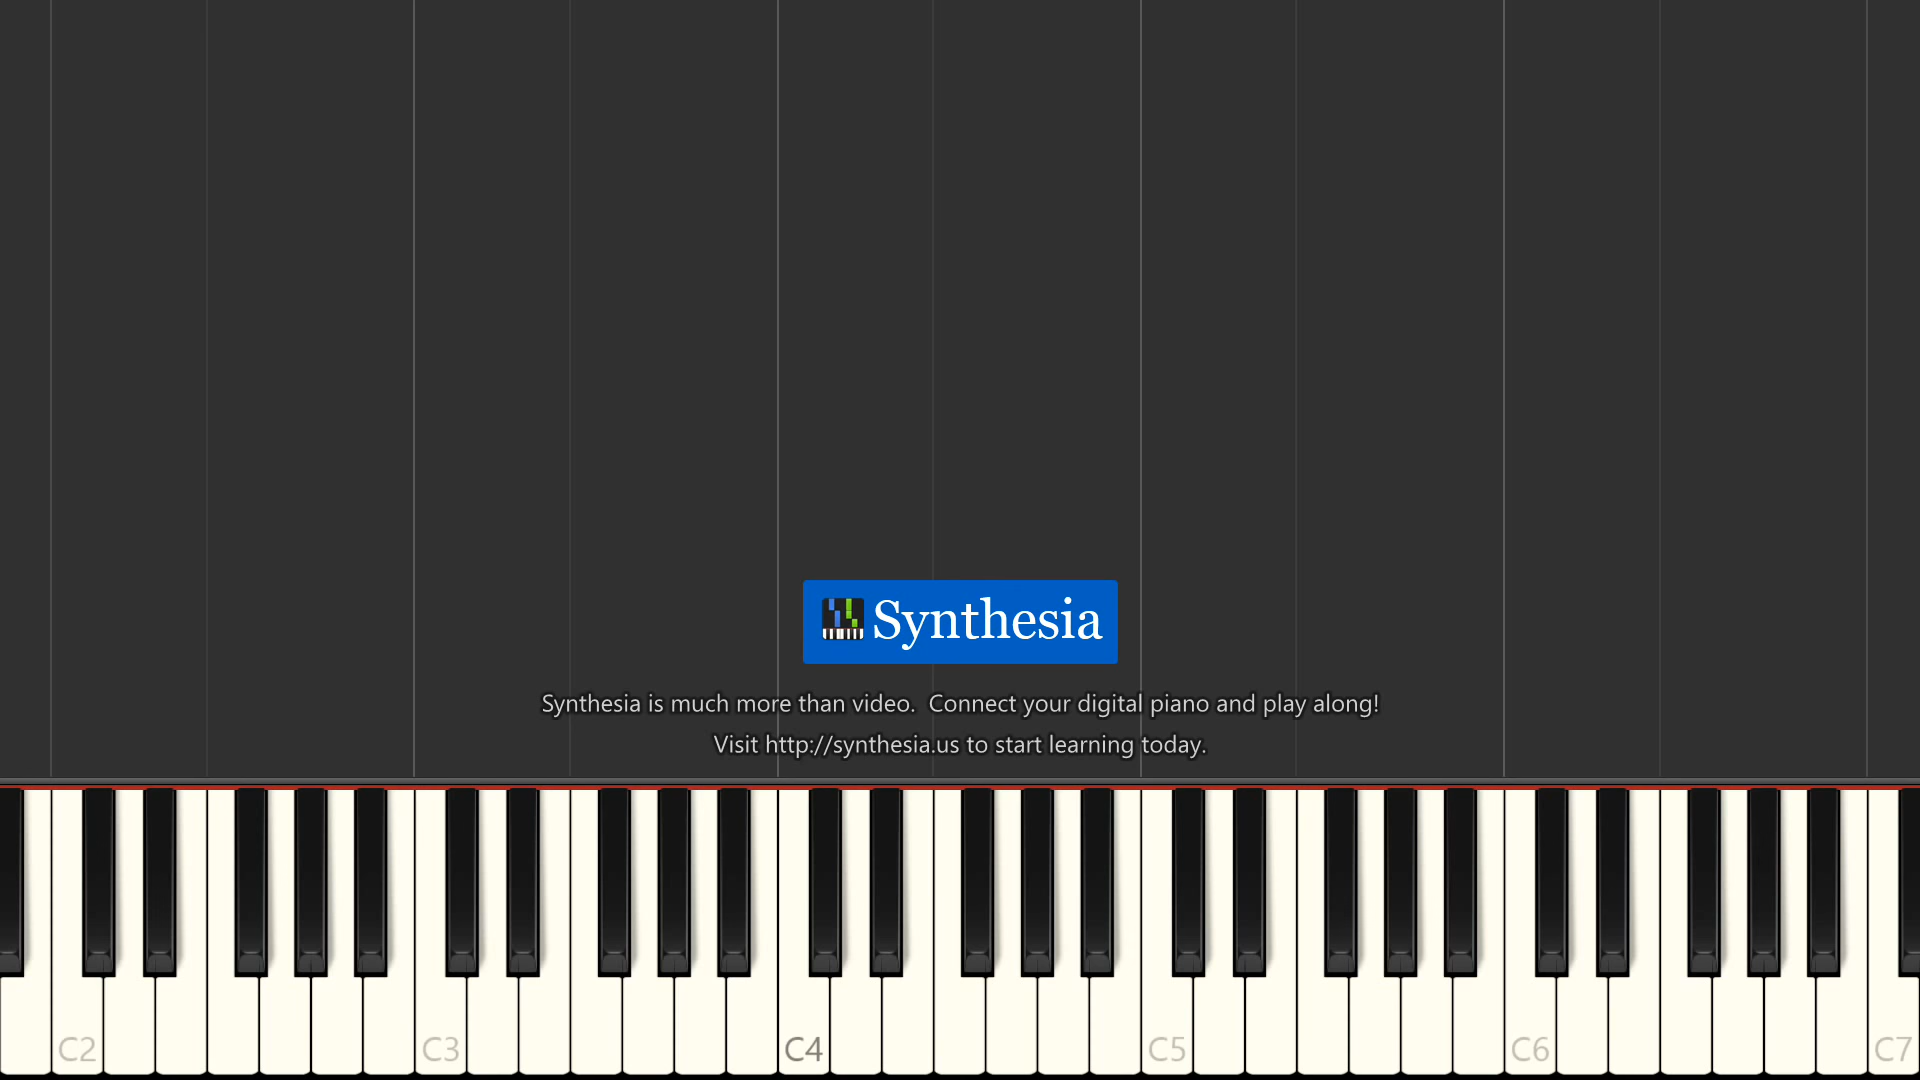 Synthesia
Synthesia is much more than video.  Connect your digital piano and play along!
Visit http://synthesia.us to start learning today.
C2 C3 C4 C5 C6 C7